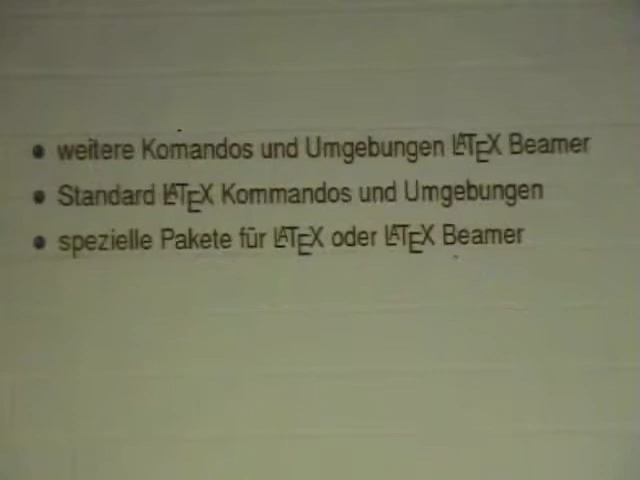 weitere Komandos und Umgebungen LATEX Beamer
Standard LATEX Kommandos und Umgebungen
spezielle Pakete für LATEX oder LATEX Beamer